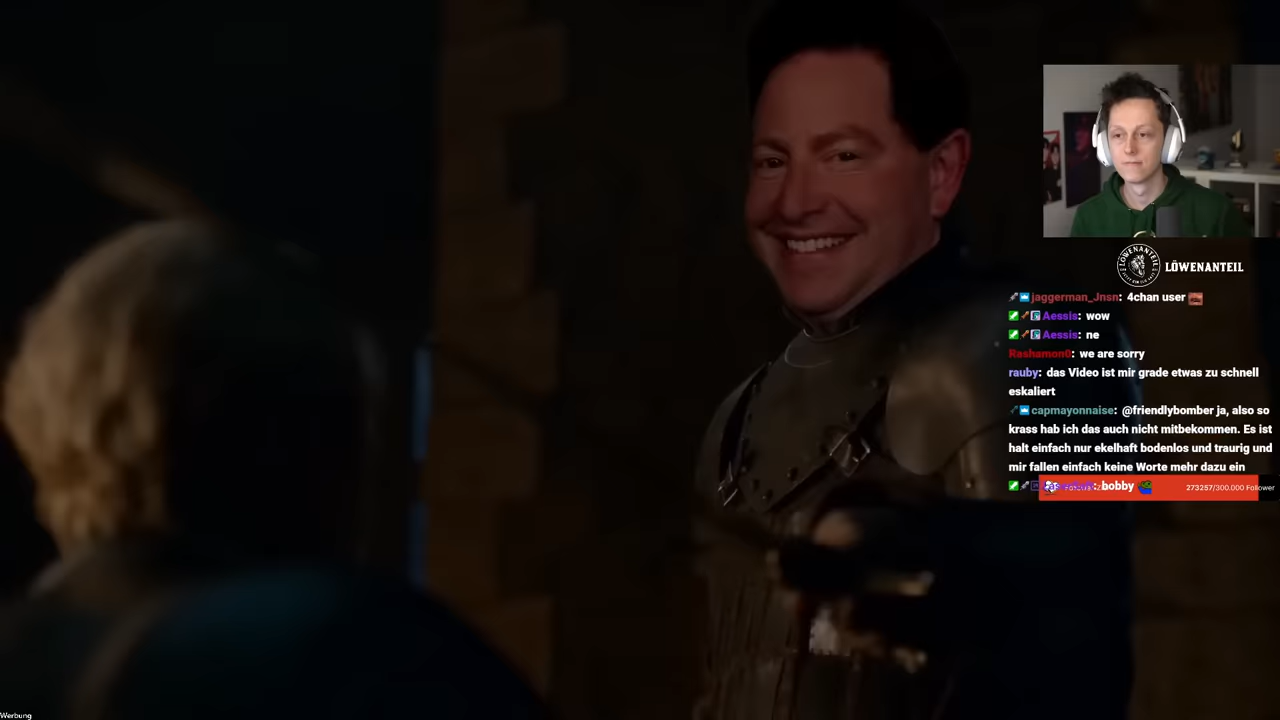 LÖWENANTEIL
LÖWENANTEIL
jaggerman_Jnsn: 4chan user
Aessis: wow
Aessis: ne
Rashamon0: we are sorry
rauby: das Video ist mir grade etwas zu schnell
eskaliert
capmayonnaise: @friendlybomber ja, also so
krass hab ich das auch nicht mitbekommen. Es ist
halt einfach nur ekelhaft bodenlos und traurig und
mir fallen einfach keine Worte mehr dazu ein
: bobby
273257/300.000 Follower
Werbung